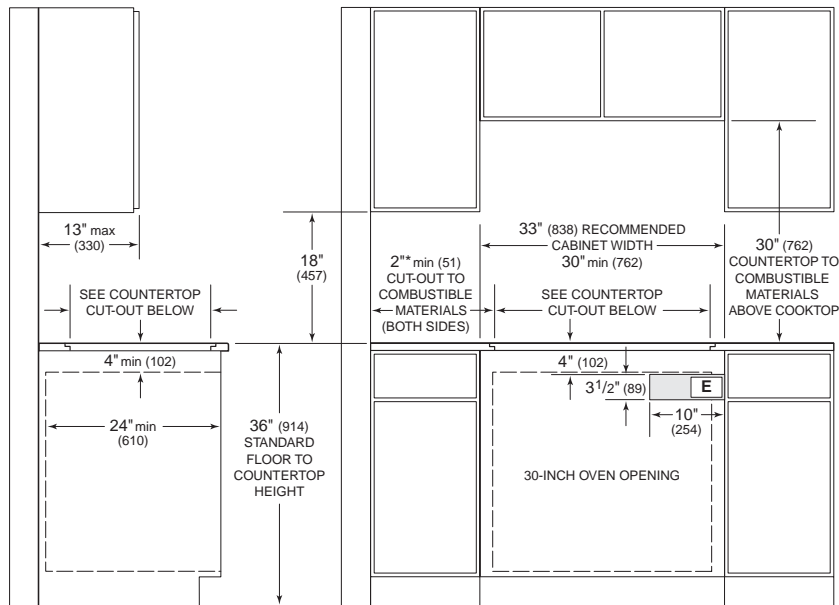 13" max
(330)
18"
(457)
2"* min (51)
CUT-OUT TO
COMBUSTIBLE
MATERIALS
(BOTH SIDES)
33" (838) RECOMMENDED
CABINET WIDTH
30" min (762)
30" (762)
COUNTERTOP TO
COMBUSTIBLE
MATERIALS
ABOVE COOKTOP
SEE COUNTERTOP
CUT-OUT BELOW
SEE COUNTERTOP
CUT-OUT BELOW
4" min (102)
24" min
(610)
36" (914)
STANDARD
FLOOR TO
COUNTERTOP
HEIGHT
4" (102)
3 1/2" (89)
E
10"
(254)
30-INCH OVEN OPENING